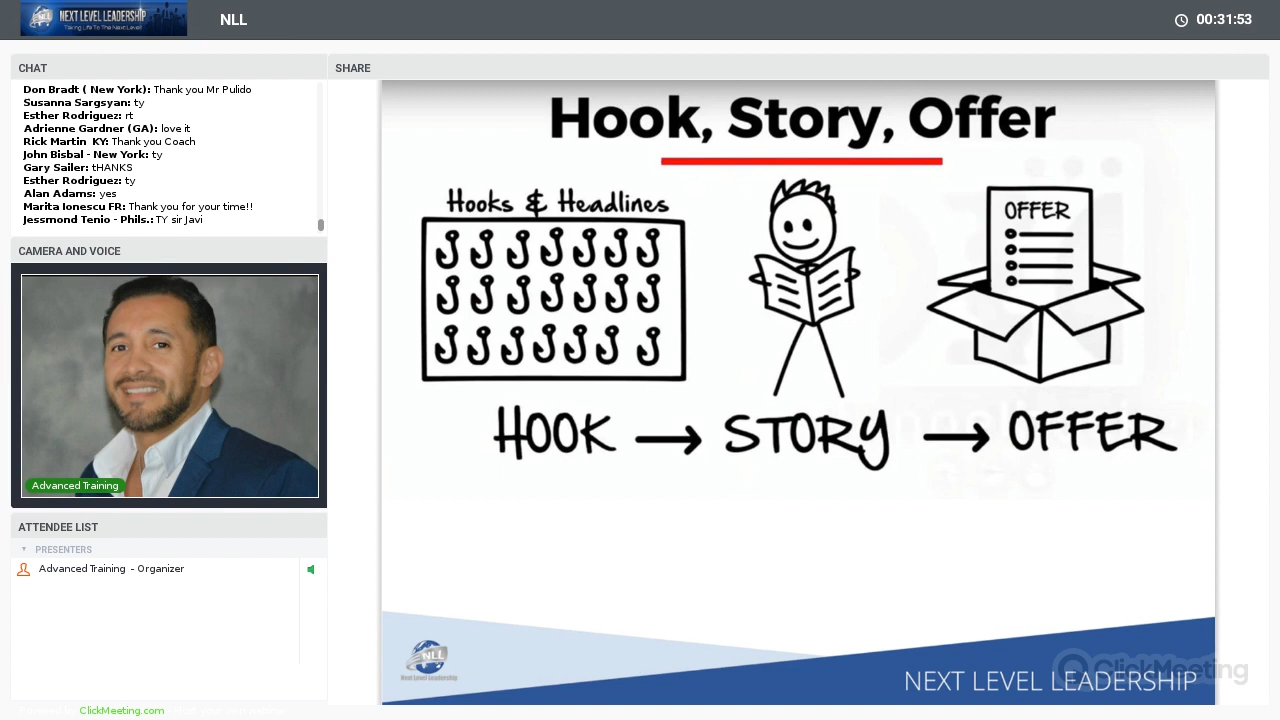 NEXT LEVEL LEADERSHIP
Taking Life To The Next Level
NLL
00:31:53
CHAT
Don Bradt ( New York): Thank you Mr Pulido
Susanna Sargsyan: ty
Esther Rodriguez: rt
Adrienne Gardner (GA): love it
Rick Martin KY: Thank you Coach
John Bisbal - New York: ty
Gary Sailer: tHANKS
Esther Rodriguez: ty
Alan Adams: yes
Marita Ionescu FR: Thank you for your time!!
Jessmond Tenio - Phils.: TY sir Javi
CAMERA AND VOICE
Advanced Training
ATTENDEE LIST
PRESENTERS
Advanced Training - Organizer
ClickMeeting.com
SHARE
Hook, Story, Offer
Hooks & Headlines
OFFER
HOOK → STORY → OFFER
NLL
Next Level Leadership
NEXT LEVEL LEADERSHIP
ClickMeeting